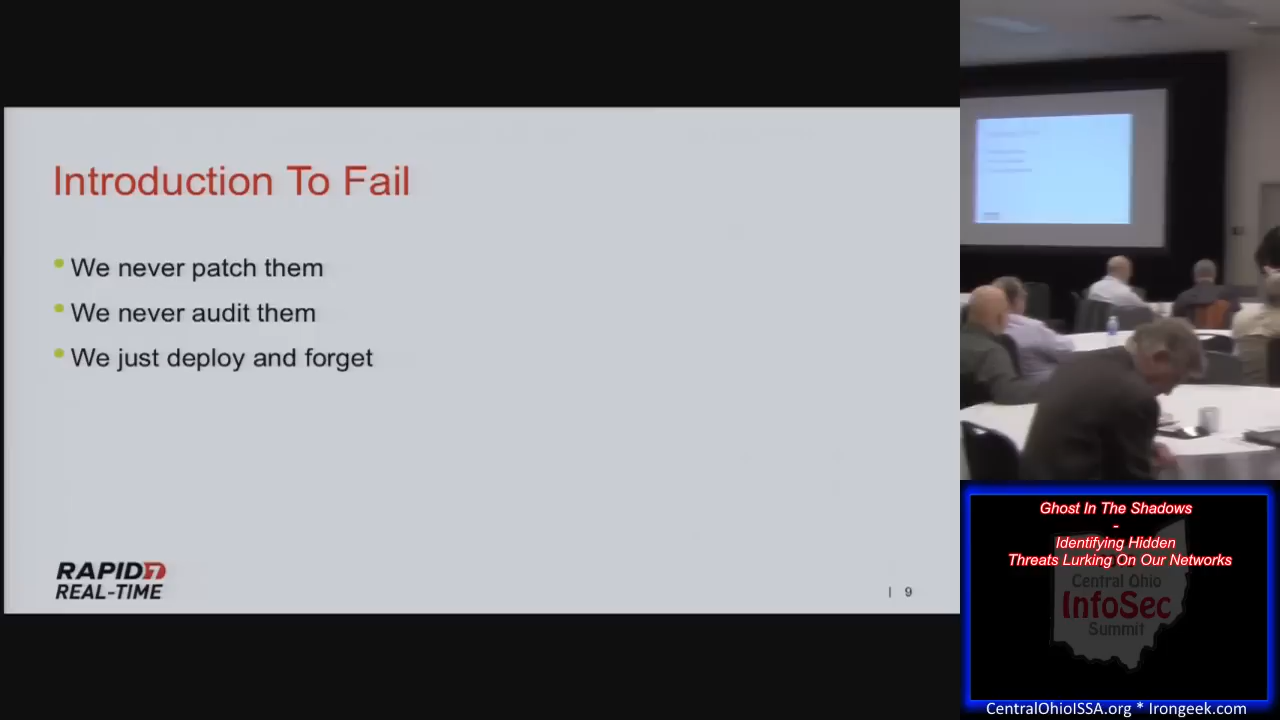 Introduction To Fail
We never patch them
We never audit them
We just deploy and forget
RAPID7
REAL-TIME
| 9
Ghost In The Shadows
-
Identifying Hidden
Threats Lurking On Our Networks
Central Ohio
InfoSec
Summit
CentralOhioISSA.org * Irongeek.com